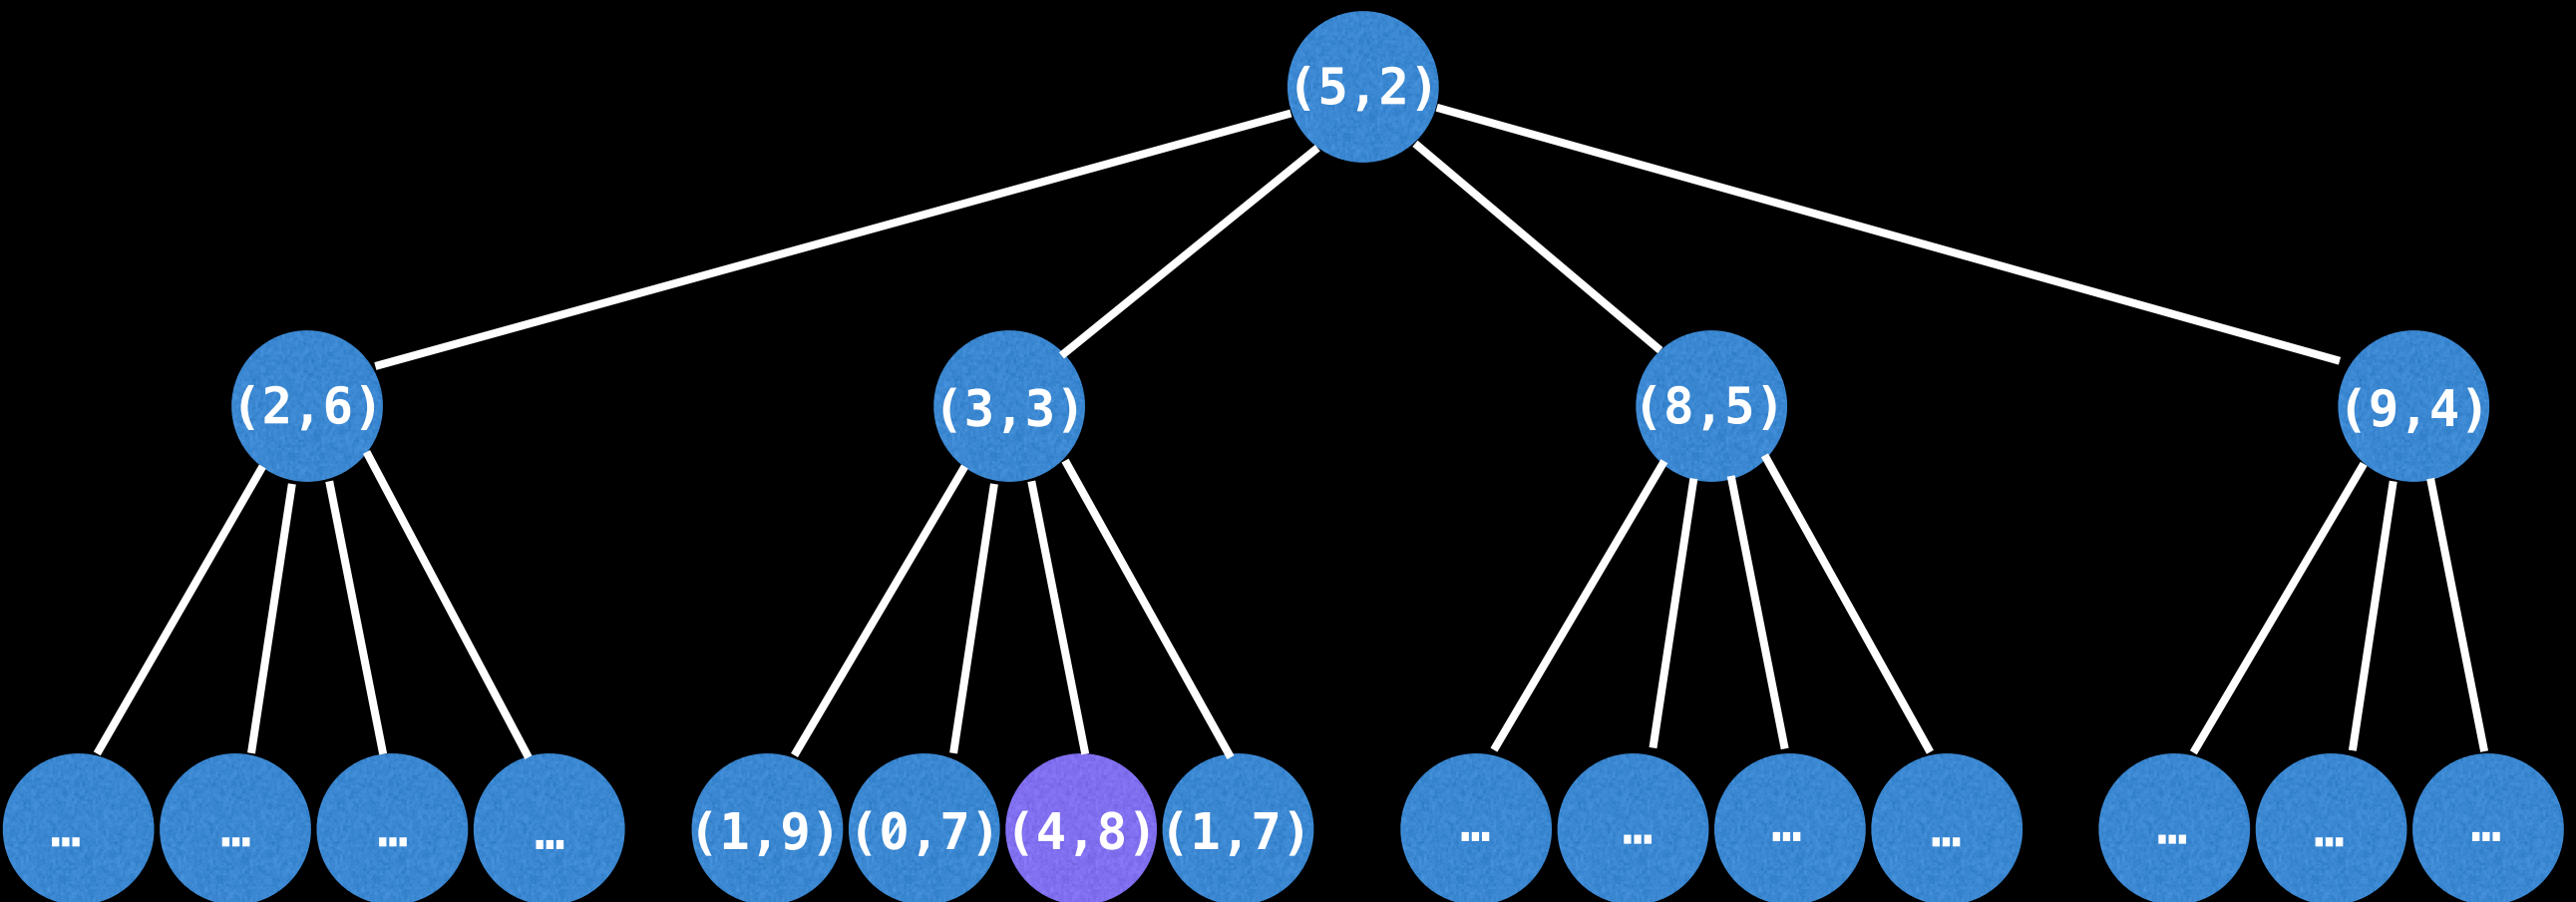 (5,2)
(2,6) (3,3) (8,5) (9,4)
… … … … (1,9) (0,7) (4,8) (1,7) … … … … … … …